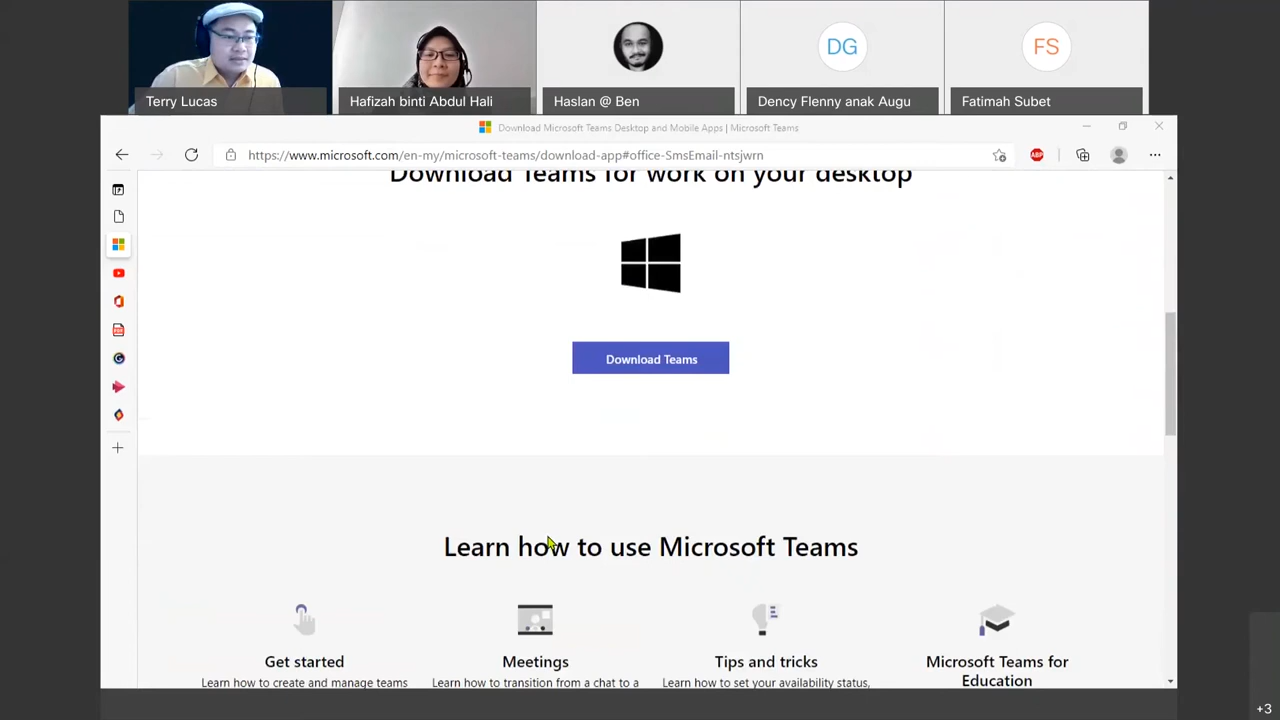 DG
FS
Terry Lucas
Hafizah binti Abdul Hali
Haslan @ Ben
Dency Flenny anak Augu
Fatimah Subet
Download Microsoft Teams Desktop and Mobile Apps | Microsoft Teams
https://www.microsoft.com/en-my/microsoft-teams/download-app#office-SmsEmail-ntsjwrn
ABP
Download Teams for work on your desktop
Download Teams
Learn how to use Microsoft Teams
Get started
Meetings
Tips and tricks
Microsoft Teams for
Education
Learn how to create and manage teams
Learn how to transition from a chat to a
Learn how to set your availability status,
+3